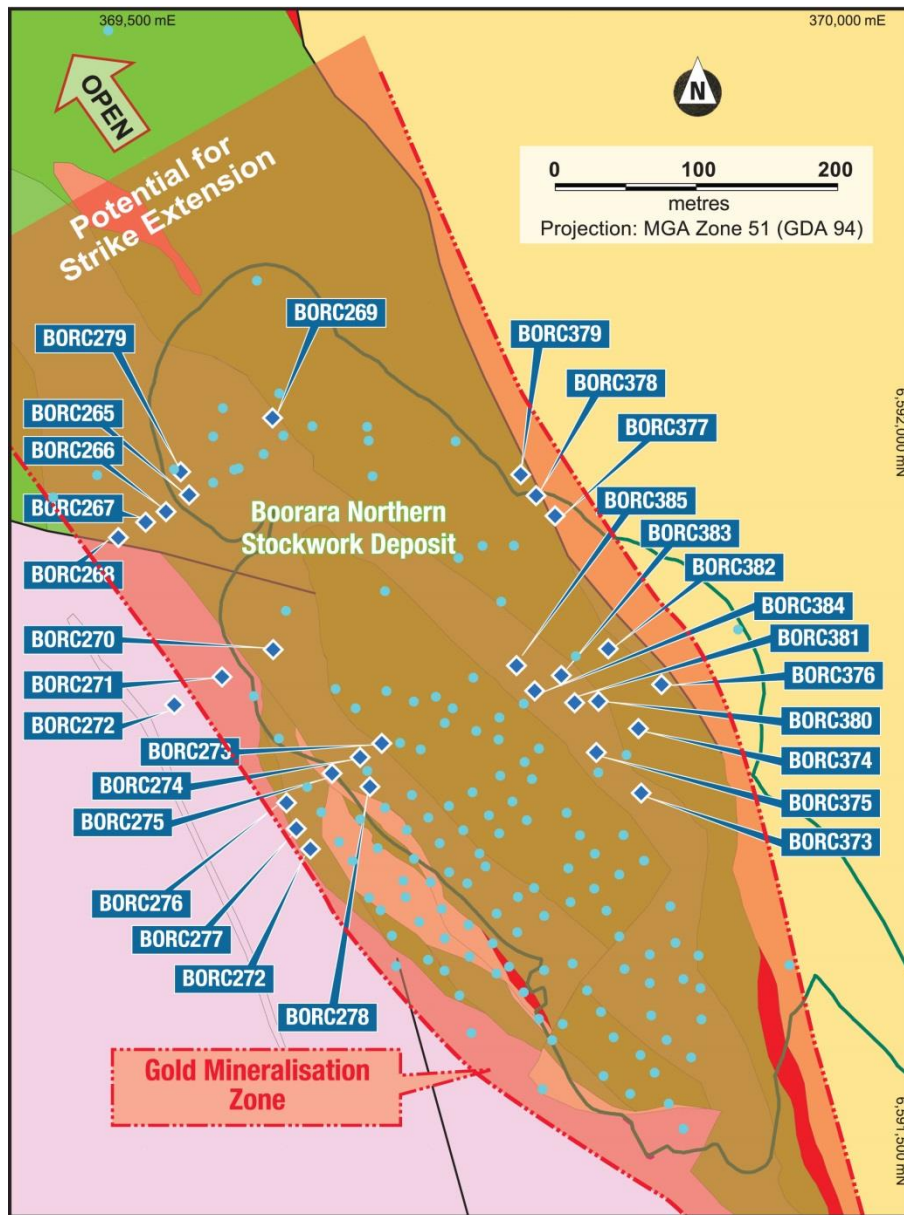 369,500 mE
370,000 mE
OPEN
N
Potential for
Strike Extension
0 100 200
metres
Projection: MGA Zone 51 (GDA 94)
BORC269
BORC279
BORC379
BORC378
BORC265
BORC266
BORC377
6,592,000 mN
BORC385
BORC267
Boorara Northern
Stockwork Deposit
BORC383
BORC382
BORC268
BORC384
BORC270
BORC381
BORC271
BORC376
BORC272
BORC380
BORC273
BORC374
BORC274
BORC375
BORC275
BORC373
BORC276
BORC277
BORC272
BORC278
Gold Mineralisation
Zone
6,591,500 mN